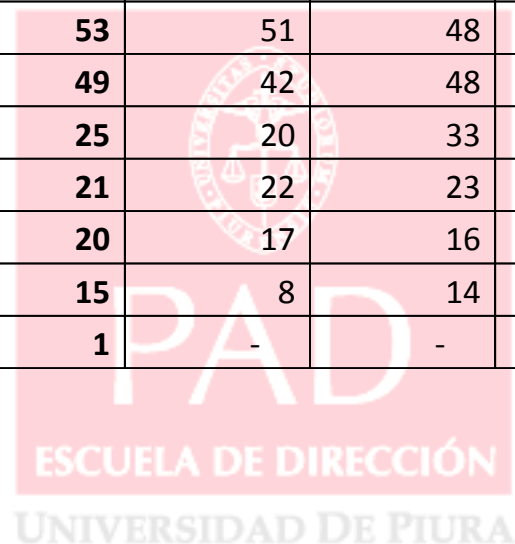 53 51 48
49 42 48
25 20 33
21 22 23
20 17 16
15 8 14
1 - -
PAD
ESCUELA DE DIRECCIÓN
UNIVERSIDAD DE PIURA